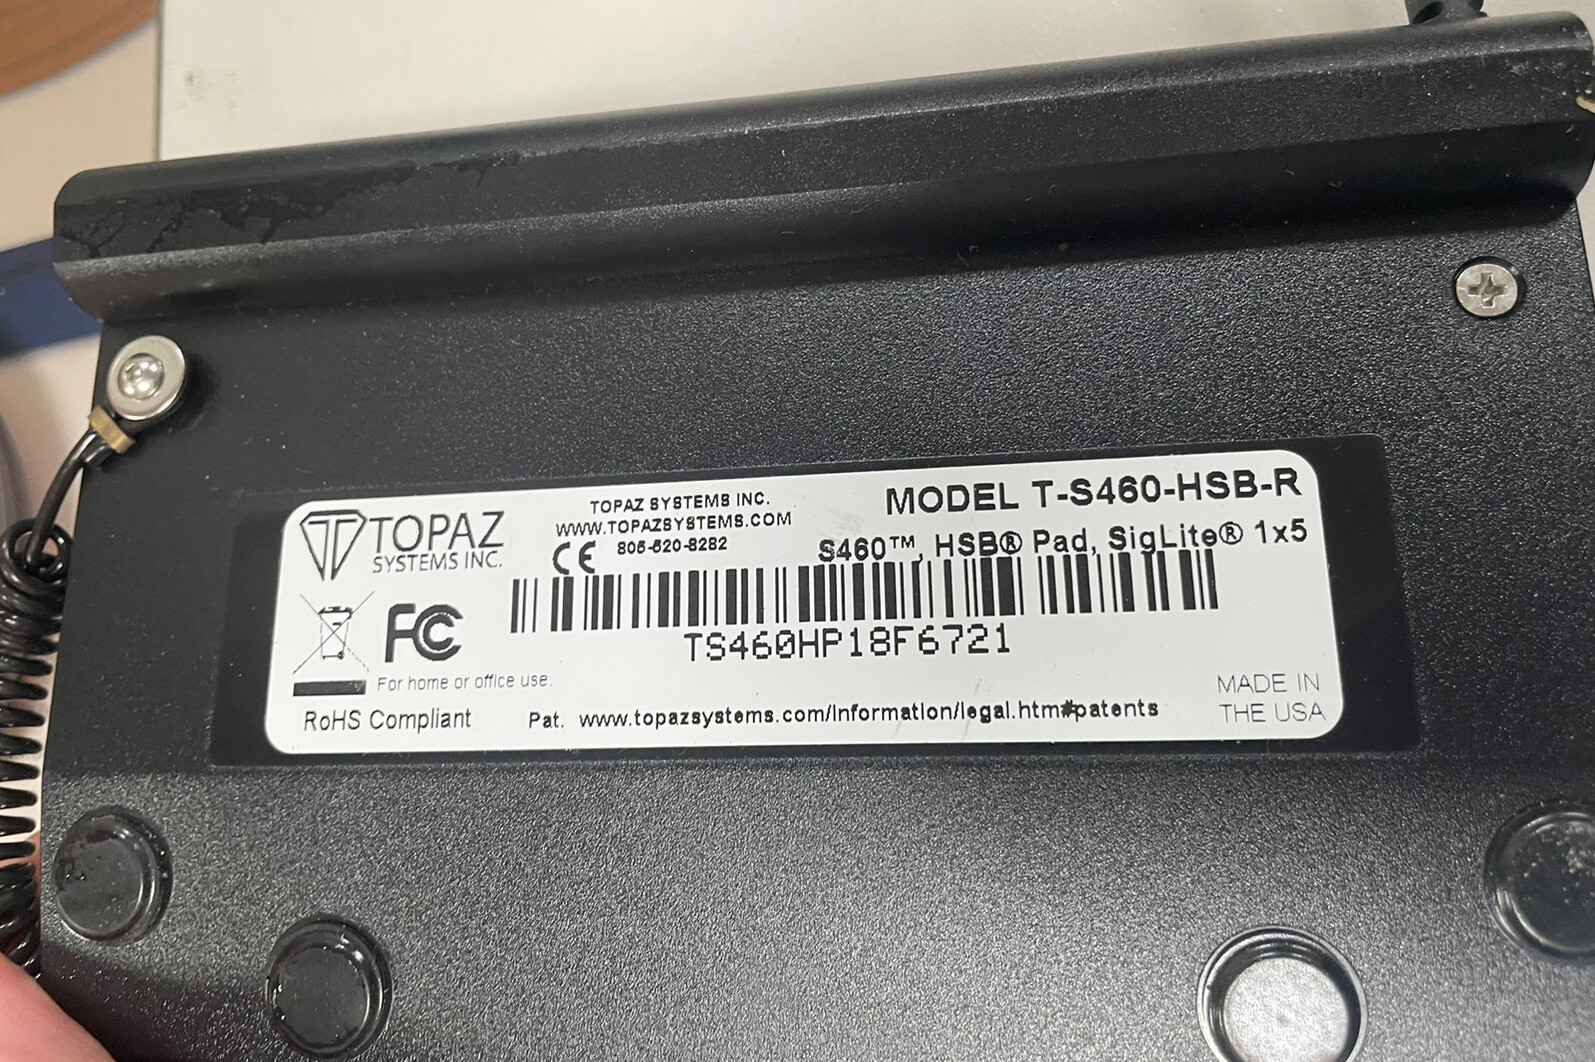 TOPAZ
SYSTEMS INC.
TOPAZ SYSTEMS INC.
WWW.TOPAZSYSTEMS.COM
805-520-8282
CE
MODEL T-S460-HSB-R
S460™, HSB® Pad, SigLite® 1x5
TS460HP18F6721
FC
For home or office use.
RoHS Compliant
Pat. www.topazsystems.com/information/legal.htm#patents
MADE IN
THE USA